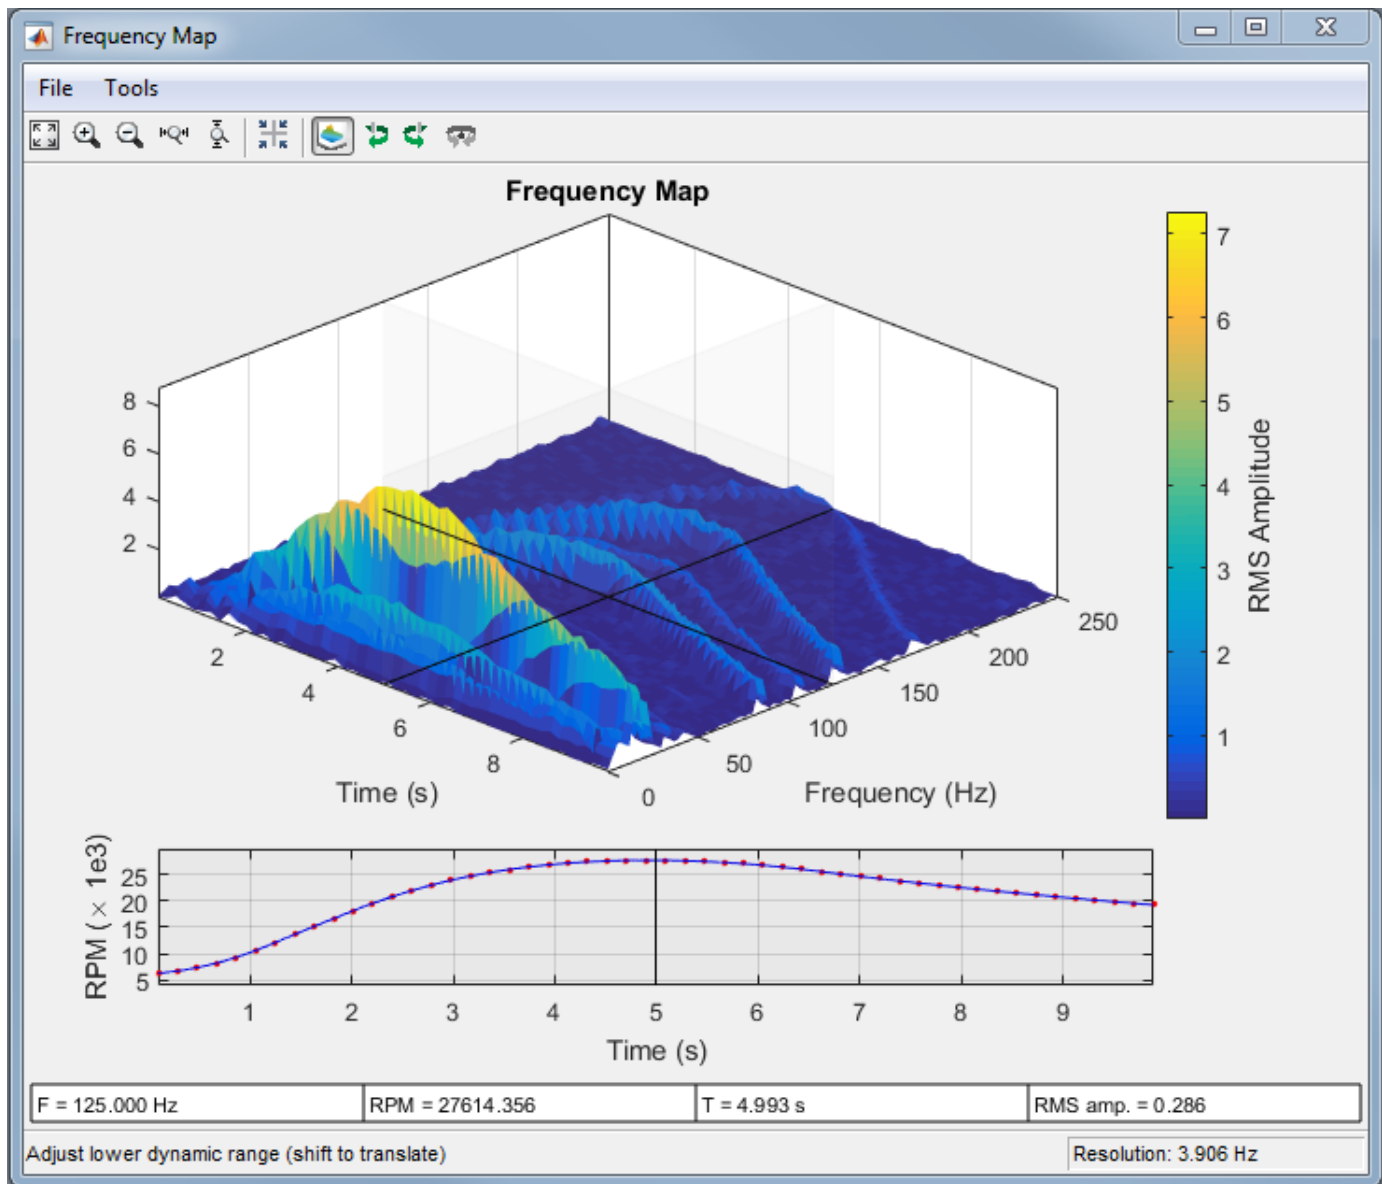 Frequency Map
File Tools
Frequency Map
8
6
4
2
2
4
6
8
Time (s)
0
50
100
150
200
250
Frequency (Hz)
7
6
5
4
3
2
1
RMS Amplitude
RPM ( × 1e3)
25
20
15
10
5
1 2 3 4 5 6 7 8 9
Time (s)
F = 125.000 Hz RPM = 27614.356 T = 4.993 s RMS amp. = 0.286
Adjust lower dynamic range (shift to translate) Resolution: 3.906 Hz